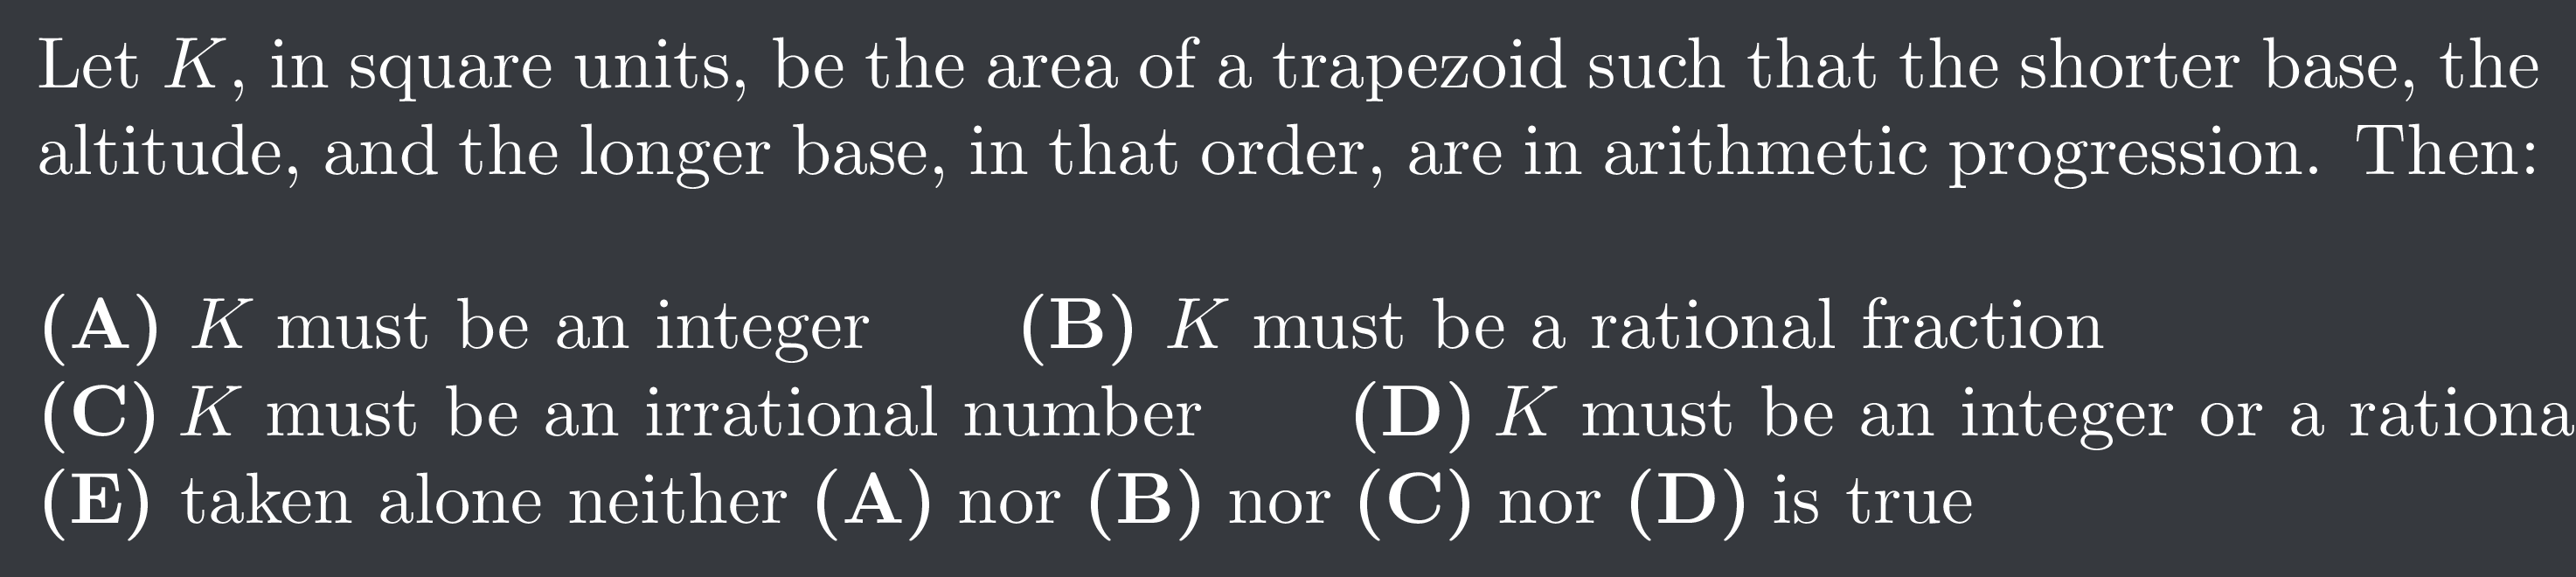 Let K, in square units, be the area of a trapezoid such that the shorter base, the
altitude, and the longer base, in that order, are in arithmetic progression. Then:
(A) K must be an integer (B) K must be a rational fraction
(C) K must be an irrational number (D) K must be an integer or a rationa
(E) taken alone neither (A) nor (B) nor (C) nor (D) is true